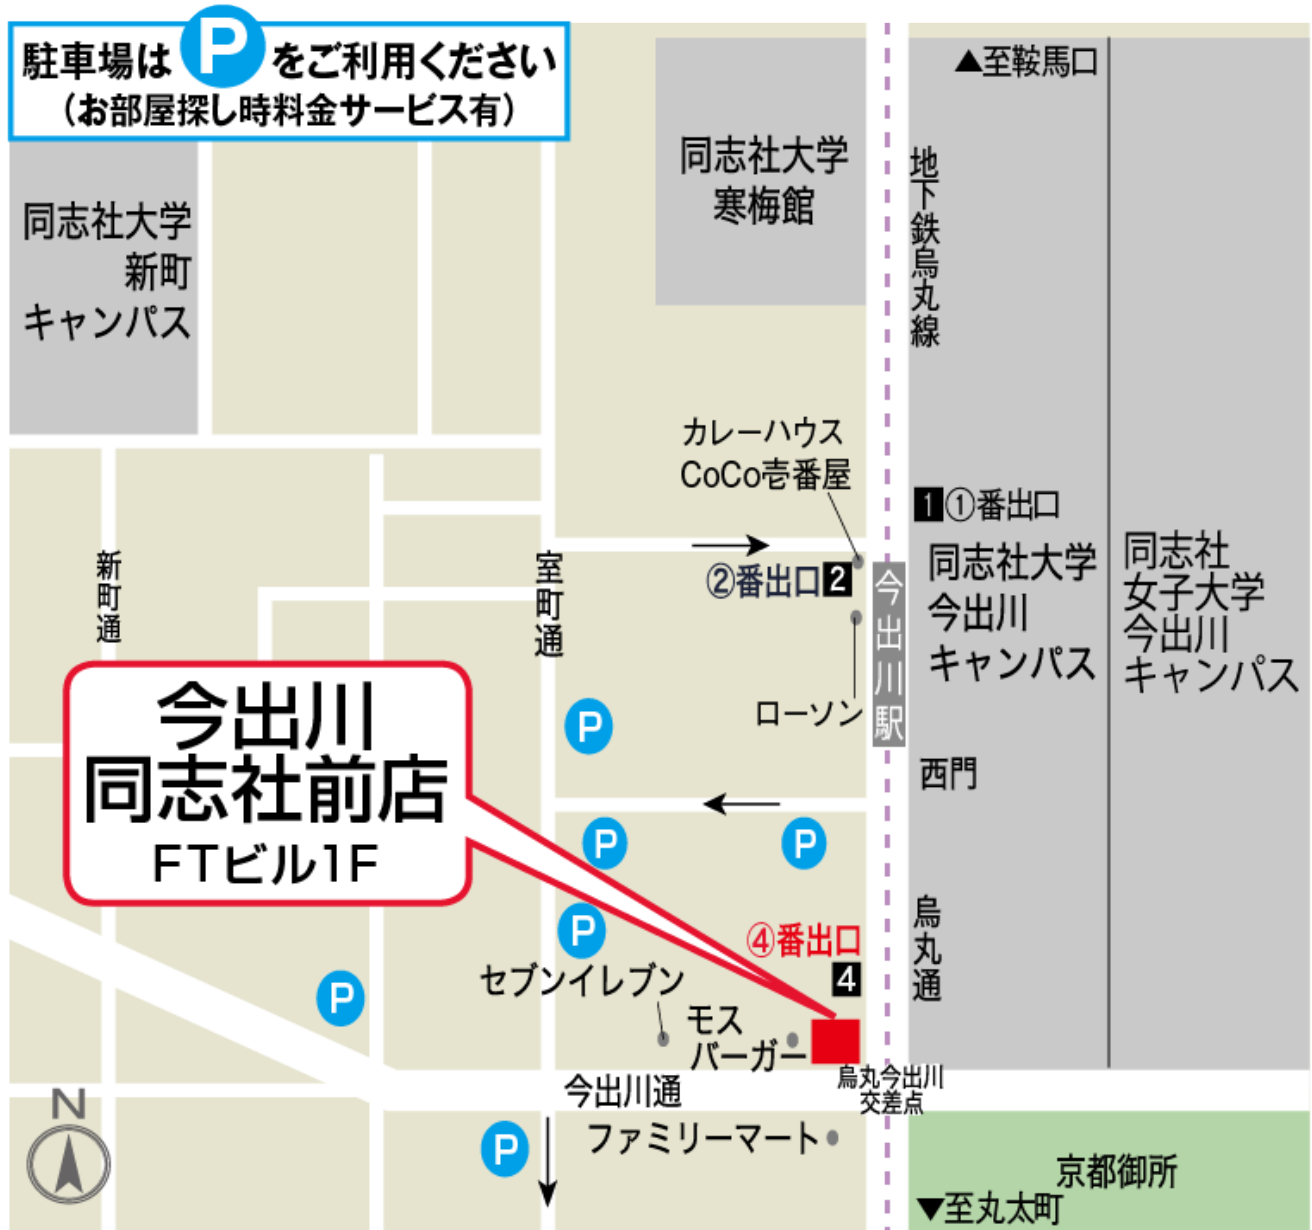 駐車場は P をご利用ください
（お部屋探し時料金サービス有）
▲至鞍馬口
同志社大学
寒梅館
地下鉄烏丸線
同志社大学
新町
キャンパス
カレーハウス
CoCo壱番屋
1①番出口
②番出口2
同志社大学
今出川
キャンパス
同志社
女子大学
今出川
キャンパス
新町通
室町通
今出川駅
ローソン
今出川
同志社前店
FTビル1F
P
西門
P
P
烏丸通
P
④番出口
4
セブンイレブン
P
モス
バーガー
烏丸今出川
交差点
今出川通
N
P
ファミリーマート
京都御所
▼至丸太町